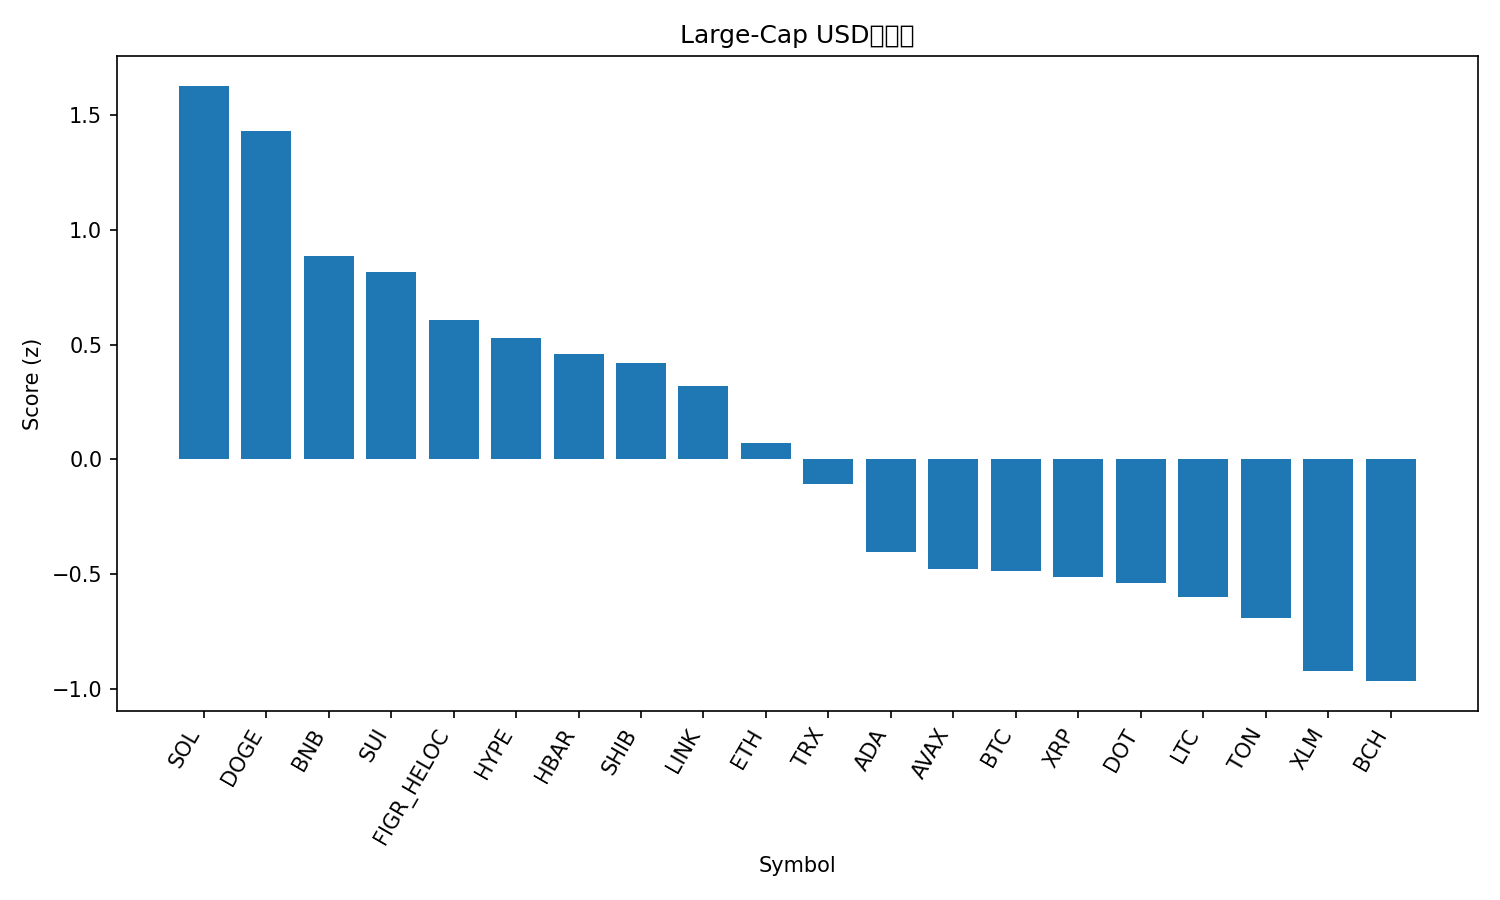 Large-Cap USD
Score (z)
1.5
1.0
0.5
0.0
−0.5
−1.0
SOL
DOGE
BNB
SUI
FIGR_HELOC
HYPE
HBAR
SHIB
LINK
ETH
TRX
ADA
AVAX
BTC
XRP
DOT
LTC
TON
XLM
BCH
Symbol